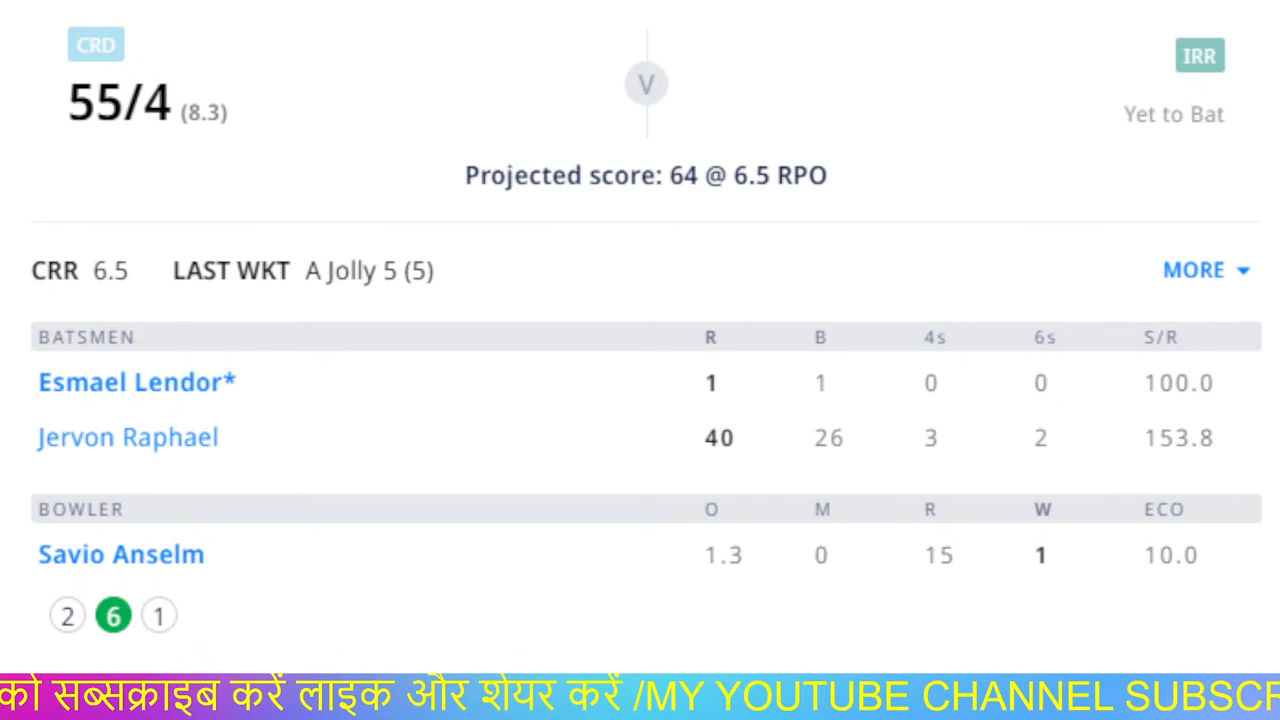 CRD
IRR
55/4 (8.3)
V
Yet to Bat
Projected score: 64 @ 6.5 RPO
CRR 6.5 LAST WKT A Jolly 5 (5)
MORE
BATSMEN R B 4s 6s S/R
Esmael Lendor* 1 1 0 0 100.0
Jervon Raphael 40 26 3 2 153.8
BOWLER O M R W ECO
Savio Anselm 1.3 0 15 1 10.0
2 6 1
को सब्सक्राइब करें लाइक और शेयर करें /MY YOUTUBE CHANNEL SUBSCR